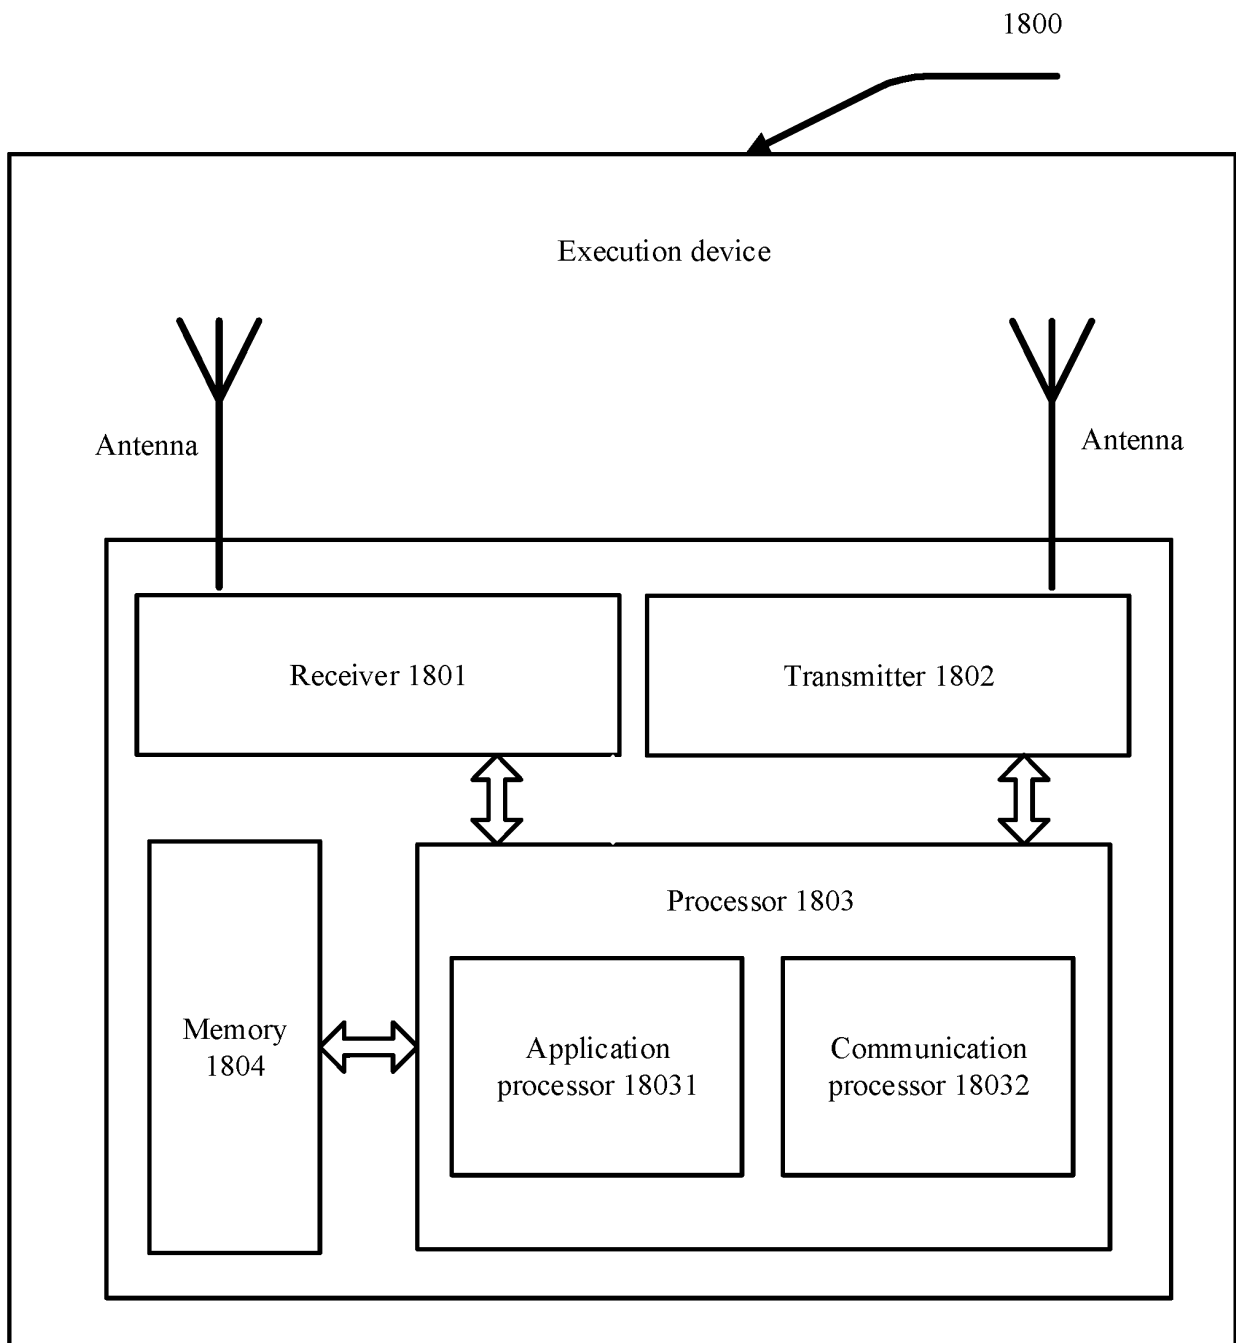 1800
Execution device
Antenna
Antenna
Receiver 1801
Transmitter 1802
Processor 1803
Memory
1804
Application
processor 18031
Communication
processor 18032